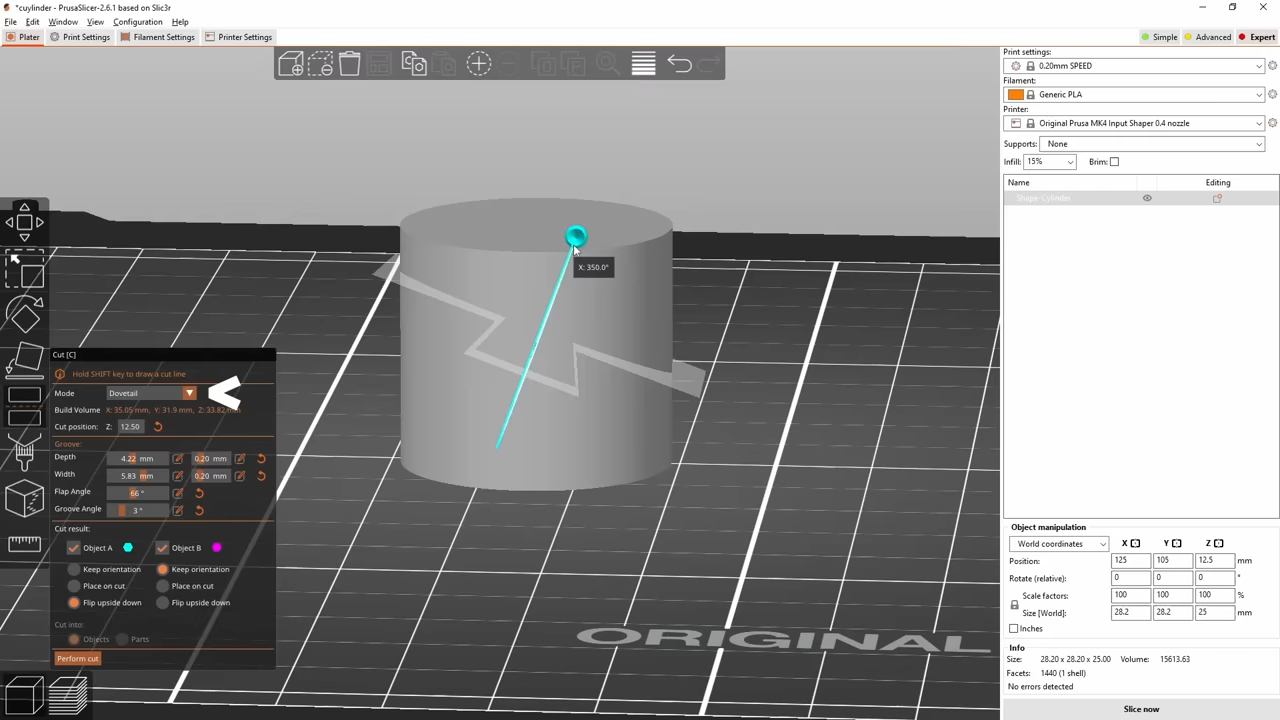 *cuylinder - PrusaSlicer-2.6.1 based on Slic3r
File Edit Window View Configuration Help
Plater Print Settings Filament Settings Printer Settings Simple Advanced Expert
Print settings:
0.20mm SPEED
Filament:
Generic PLA
Printer:
Original Prusa MK4 Input Shaper 0.4 nozzle
Supports: None
Infill: 15% Brim:
Name Editing
Shape-Cylinder
X: 350.0°
Cut [C]
Hold SHIFT key to draw a cut line
Mode Dovetail
Build Volume X: 35.05 mm, Y: 31.9 mm, Z: 33.82 mm
Cut position: Z: 12.50
Groove:
Depth 4.22 mm 0.20 mm
Width 5.83 mm 0.20 mm
Flap Angle 66 °
Groove Angle 3 °
Cut result:
Object A Object B
Keep orientation Keep orientation
Place on cut Place on cut
Flip upside down Flip upside down
Cut into:
Objects Parts
Perform cut
ORIGINAL
Object manipulation
World coordinates X Y Z
Position: 125 105 12.5 mm
Rotate (relative): 0 0 0 °
Scale factors: 100 100 100 %
Size [World]: 28.2 28.2 25 mm
Inches
Info
Size: 28.20 x 28.20 x 25.00 Volume: 15613.63
Facets: 1440 (1 shell)
No errors detected
Slice now